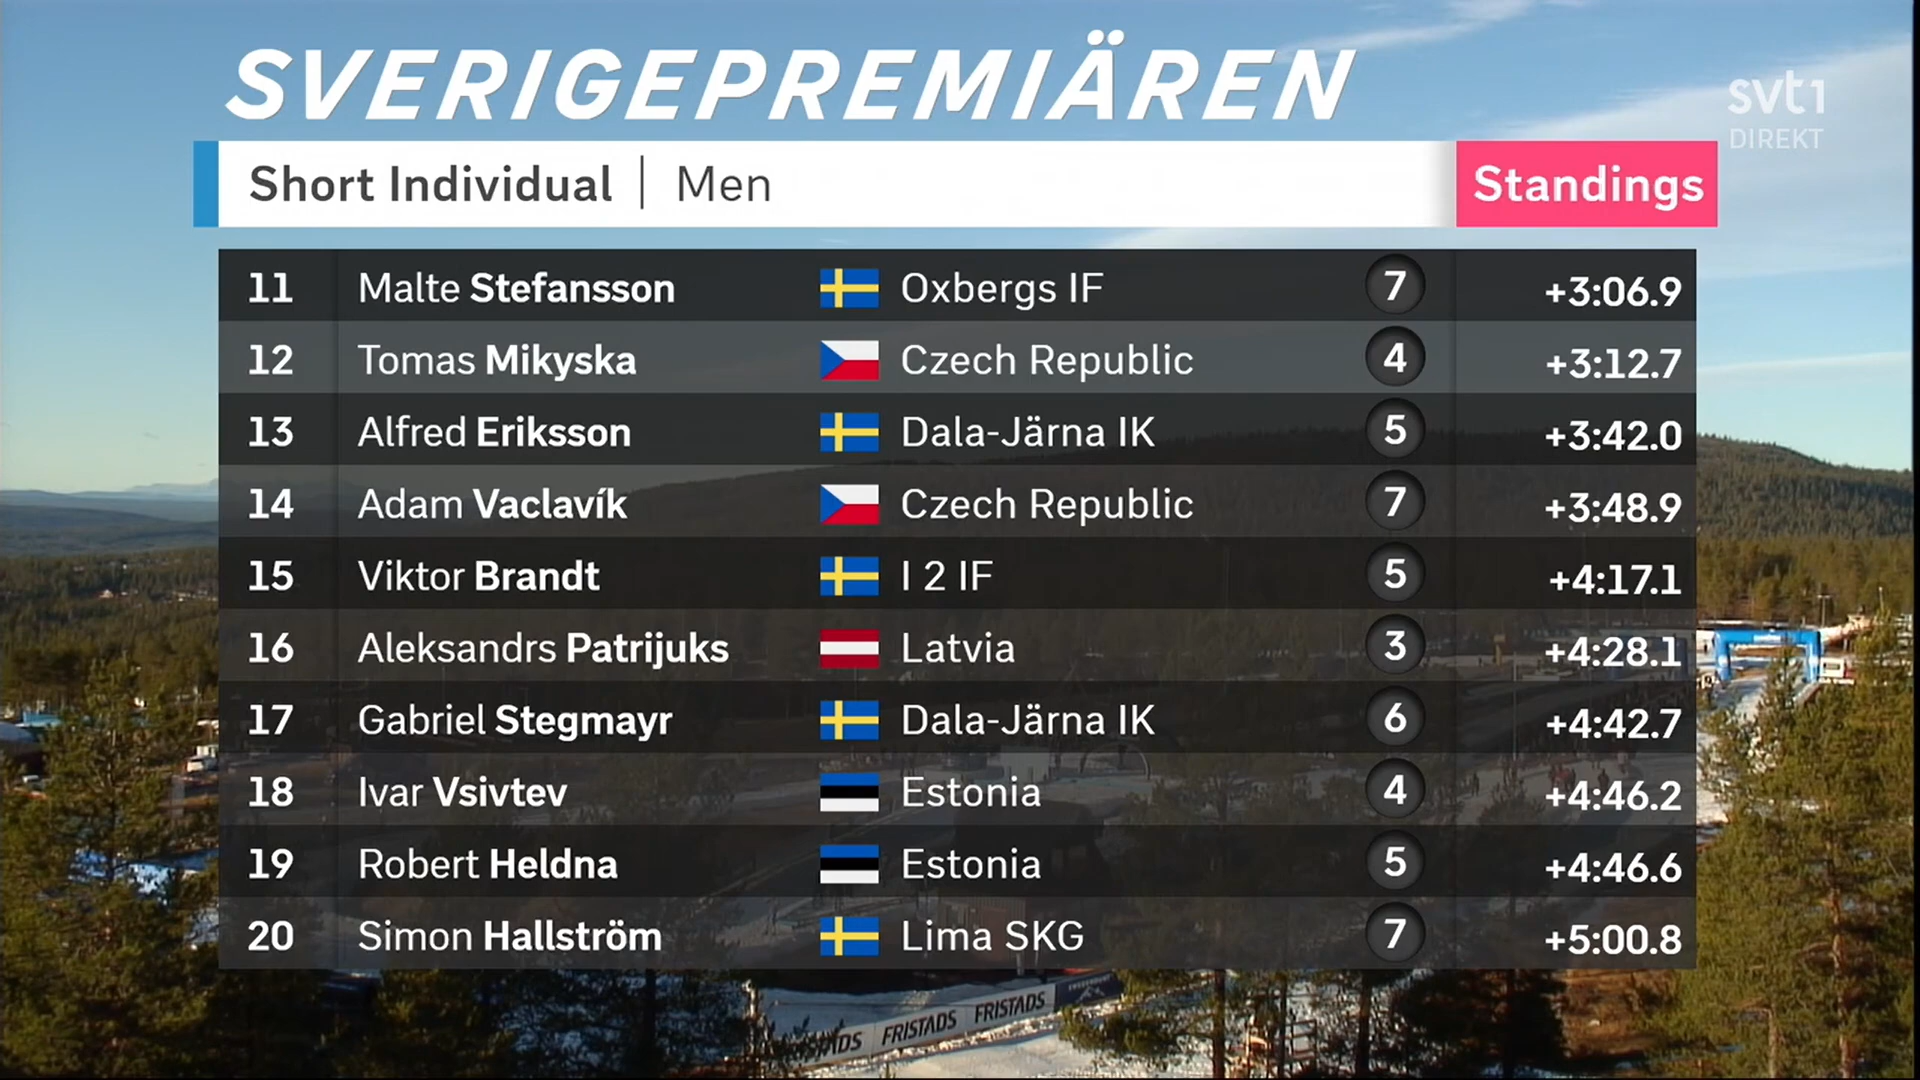 SVERIGEPREMIÄREN
svt1
DIREKT
Short Individual | Men Standings
11 Malte Stefansson Oxbergs IF 7 +3:06.9
12 Tomas Mikyska Czech Republic 4 +3:12.7
13 Alfred Eriksson Dala-Järna IK 5 +3:42.0
14 Adam Vaclavík Czech Republic 7 +3:48.9
15 Viktor Brandt I 2 IF 5 +4:17.1
16 Aleksandrs Patrijuks Latvia 3 +4:28.1
17 Gabriel Stegmayr Dala-Järna IK 6 +4:42.7
18 Ivar Vsivtev Estonia 4 +4:46.2
19 Robert Heldna Estonia 5 +4:46.6
20 Simon Hallström Lima SKG 7 +5:00.8
FRISTADS FRISTADS